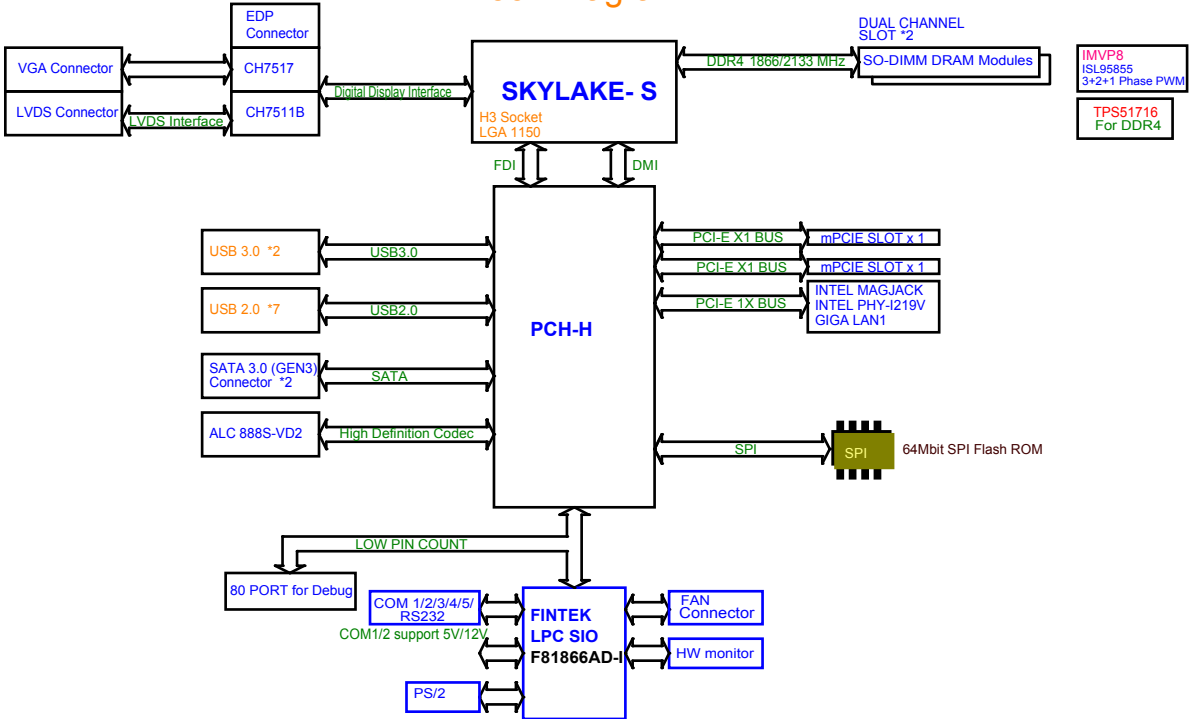 EDP
Connector
VGA Connector
CH7517
LVDS Connector
LVDS Interface
CH7511B
Digital Display Interface
SKYLAKE- S
H3 Socket
LGA 1150
DDR4 1866/2133 MHz
DUAL CHANNEL
SLOT *2
SO-DIMM DRAM Modules
IMVP8
ISL95855
3+2+1 Phase PWM
TPS51716
For DDR4
FDI
DMI
PCH-H
USB 3.0 *2
USB3.0
USB 2.0 *7
USB2.0
SATA 3.0 (GEN3)
Connector *2
SATA
ALC 888S-VD2
High Definition Codec
PCI-E X1 BUS
mPCIE SLOT x 1
PCI-E X1 BUS
mPCIE SLOT x 1
PCI-E 1X BUS
INTEL MAGJACK
INTEL PHY-I219V
GIGA LAN1
SPI
SPI
64Mbit SPI Flash ROM
LOW PIN COUNT
80 PORT for Debug
COM 1/2/3/4/5/
RS232
COM1/2 support 5V/12V
PS/2
FINTEK
LPC SIO
F81866AD-I
FAN
Connector
HW monitor